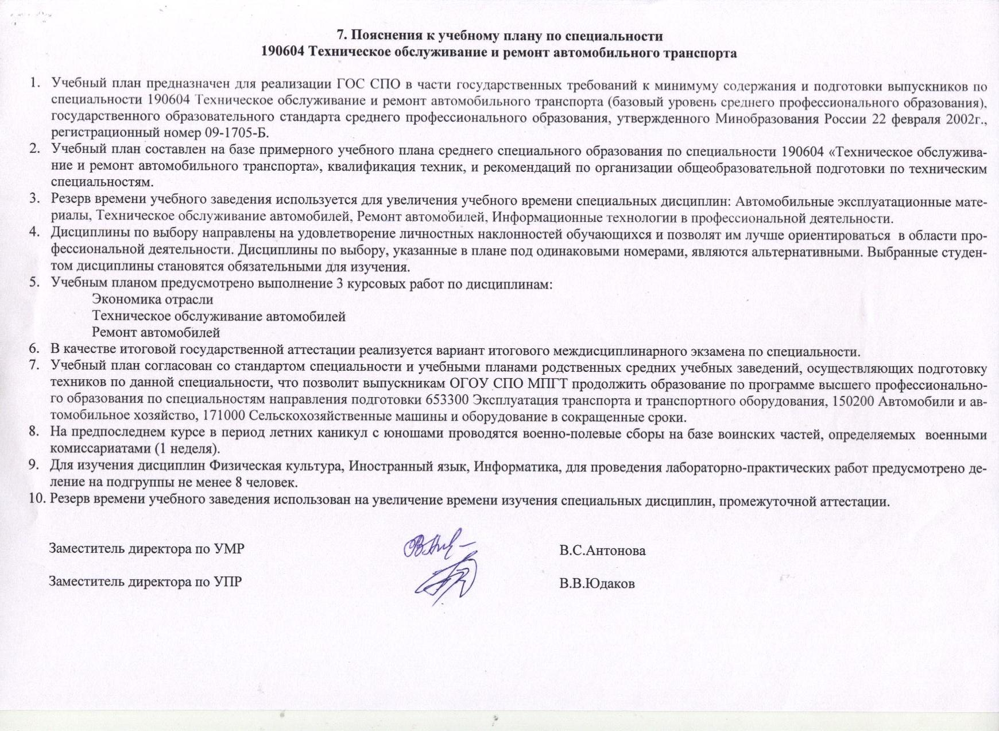 7. Пояснения к учебному плану по специальности
190604 Техническое обслуживание и ремонт автомобильного транспорта
1. Учебный план предназначен для реализации ГОС СПО в части государственных требований к минимуму содержания и подготовки выпускников по
специальности 190604 Техническое обслуживание и ремонт автомобильного транспорта (базовый уровень среднего профессионального образования),
государственного образовательного стандарта среднего профессионального образования, утвержденного Минобразования России 22 февраля 2002г.,
регистрационный номер 09-1705-Б.
2. Учебный план составлен на базе примерного учебного плана среднего специального образования по специальности 190604 «Техническое обслужива-
ние и ремонт автомобильного транспорта», квалификация техник, и рекомендаций по организации общеобразовательной подготовки по техническим
специальностям.
3. Резерв времени учебного заведения используется для увеличения учебного времени специальных дисциплин: Автомобильные эксплуатационные мате-
риалы, Техническое обслуживание автомобилей, Ремонт автомобилей, Информационные технологии в профессиональной деятельности.
4. Дисциплины по выбору направлены на удовлетворение личностных наклонностей обучающихся и позволят им лучше ориентироваться в области про-
фессиональной деятельности. Дисциплины по выбору, указанные в плане под одинаковыми номерами, являются альтернативными. Выбранные студен-
том дисциплины становятся обязательными для изучения.
5. Учебным планом предусмотрено выполнение 3 курсовых работ по дисциплинам:
Экономика отрасли
Техническое обслуживание автомобилей
Ремонт автомобилей
6. В качестве итоговой государственной аттестации реализуется вариант итогового междисциплинарного экзамена по специальности.
7. Учебный план согласован со стандартом специальности и учебными планами родственных средних учебных заведений, осуществляющих подготовку
техников по данной специальности, что позволит выпускникам ОГОУ СПО МПГТ продолжить образование по программе высшего профессионально-
го образования по специальностям направления подготовки 653300 Эксплуатация транспорта и транспортного оборудования, 150200 Автомобили и ав-
томобильное хозяйство, 171000 Сельскохозяйственные машины и оборудование в сокращенные сроки.
8. На предпоследнем курсе в период летних каникул с юношами проводятся военно-полевые сборы на базе воинских частей, определяемых военными
комиссариатами (1 неделя).
9. Для изучения дисциплин Физическая культура, Иностранный язык, Информатика, для проведения лабораторно-практических работ предусмотрено де-
ление на подгруппы не менее 8 человек.
10. Резерв времени учебного заведения использован на увеличение времени изучения специальных дисциплин, промежуточной аттестации.
Заместитель директора по УМР В.С.Антонова
Заместитель директора по УПР В.В.Юдаков